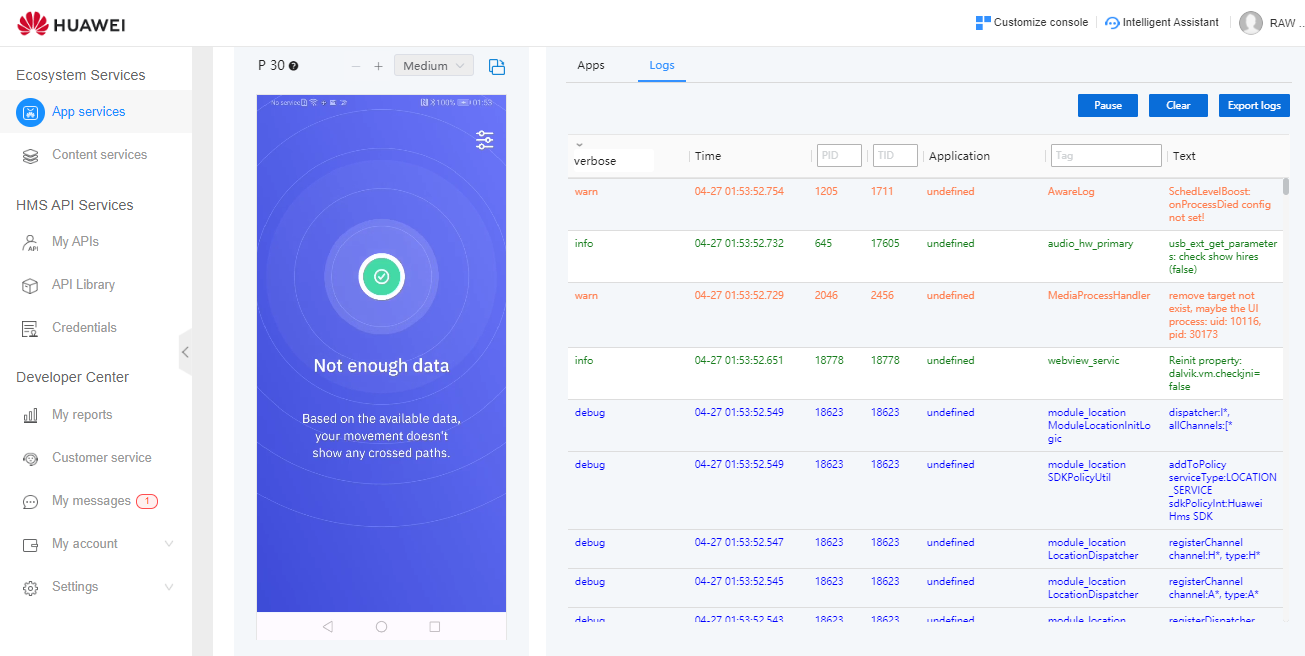 HUAWEI
Customize console
Intelligent Assistant
RAW ...
Ecosystem Services
App services
Content services
HMS API Services
My APIs
API Library
Credentials
Developer Center
My reports
Customer service
My messages 1
My account
Settings
P 30 ?
− + Medium
No service 100% 01:53
Not enough data
Based on the available data,
your movement doesn't
show any crossed paths.
Apps Logs
Pause Clear Export logs
verbose Time PID TID Application Tag Text
warn 04-27 01:53:52.754 1205 1711 undefined AwareLog SchedLevelBoost:
onProcessDied config
not set!
info 04-27 01:53:52.732 645 17605 undefined audio_hw_primary usb_ext_get_parameter
s: check show hires
(false)
warn 04-27 01:53:52.729 2046 2456 undefined MediaProcessHandler remove target not
exist, maybe the UI
process: uid: 10116,
pid: 30173
info 04-27 01:53:52.651 18778 18778 undefined webview_servic Reinit property:
dalvik.vm.checkjni=
false
debug 04-27 01:53:52.549 18623 18623 undefined module_location dispatcher:l*,
ModuleLocationInitLo allChannels:[*
gic
debug 04-27 01:53:52.549 18623 18623 undefined module_location addToPolicy
SDKPolicyUtil serviceType:LOCATION
_SERVICE
sdkPolicyInt:Huawei
Hms SDK
debug 04-27 01:53:52.547 18623 18623 undefined module_location registerChannel
LocationDispatcher channel:H*, type:H*
debug 04-27 01:53:52.545 18623 18623 undefined module_location registerChannel
LocationDispatcher channel:A*, type:A*
debug 04-27 01:53:52.543 18623 18623 undefined module_location registerDispatcher